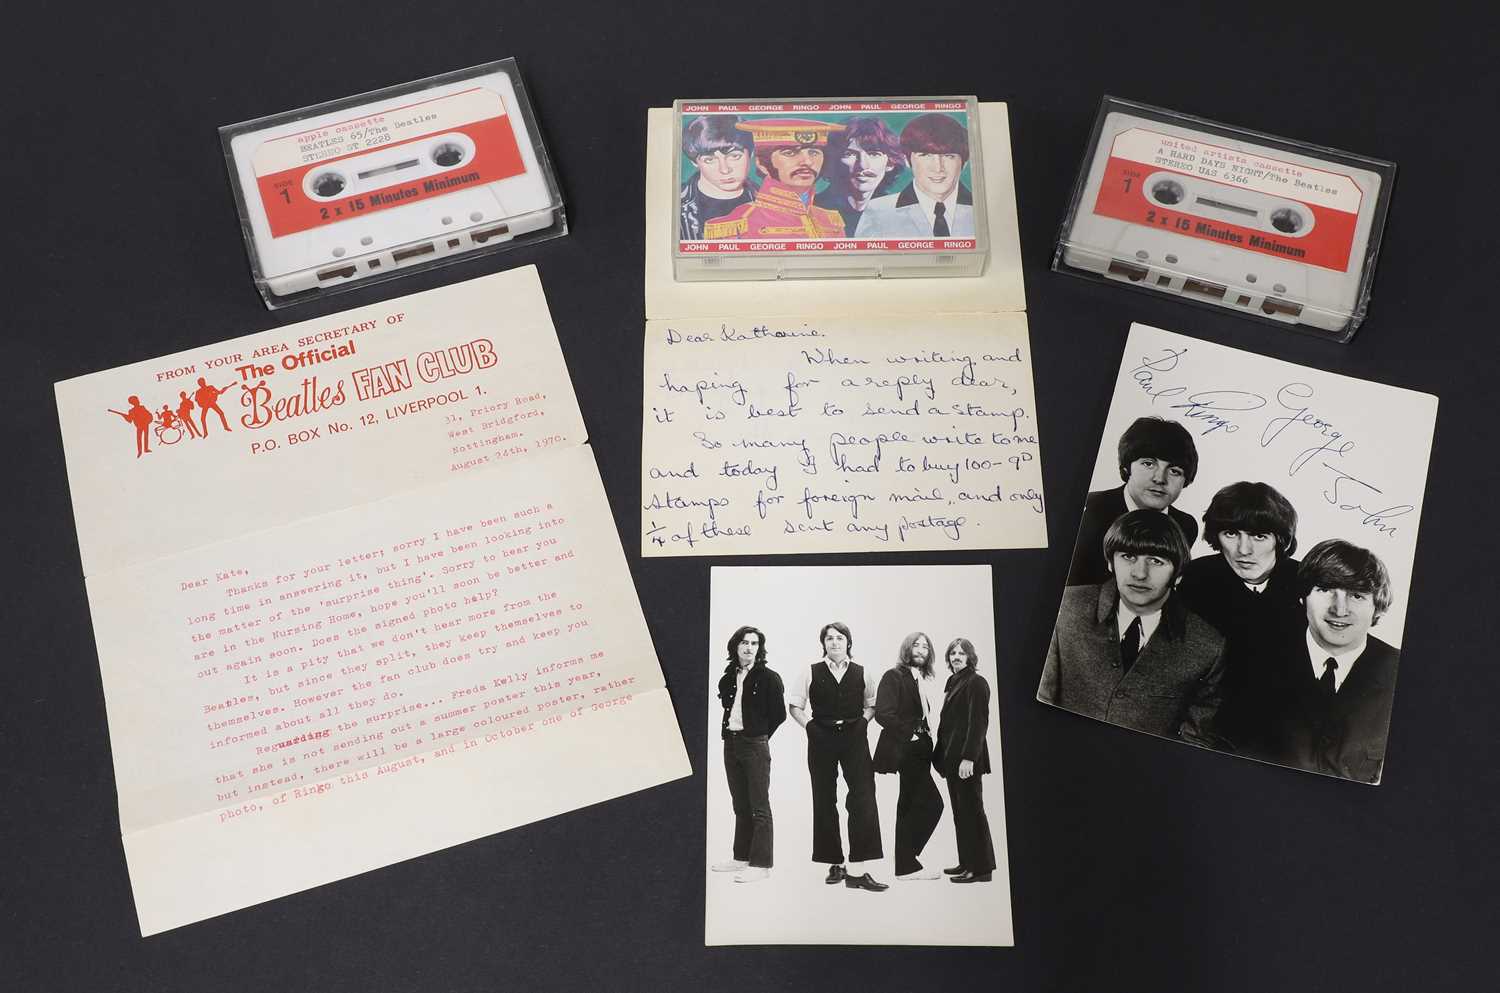 apple cassette
BEATLES 65/The Beatles
STEREO ST 2228
SIDE
1
2 x 15 Minutes Minimum
JOHN PAUL GEORGE RINGO JOHN PAUL GEORGE RINGO
JOHN PAUL GEORGE RINGO JOHN PAUL GEORGE RINGO
united artists cassette
A HARD DAYS NIGHT/The Beatles
STEREO UAS 6366
SIDE
1
2 x 15 Minutes Minimum
FROM YOUR AREA SECRETARY OF
The Official
Beatles FAN CLUB
P.O. BOX No. 12, LIVERPOOL 1.
31, Priory Road,
West Bridgford,
Nottingham.
August 24th, 1970.
Dear Kate,
Thanks for your letter; sorry I have been such a
long time in answering it, but I have been looking into
the matter of the 'surprise thing'. Sorry to hear you
are in the Nursing Home, hope you'll soon be better and
out again soon. Does the signed photo help?
It is a pity that we don't hear more from the
Beatles, but since they split, they keep themselves to
themselves. However the fan club does try and keep you
informed about all they do.
Reguarding the surprise... Freda Kelly informs me
that she is not sending out a summer poster this year,
but instead, there will be a large coloured poster, rather
photo, of Ringo this August, and in October one of George
Dear Katharine.
When writing and
hoping for a reply dear,
it is best to send a stamp.
So many people write to me
and today I had to buy 100-9D
stamps for foreign mail, and only
1/4 of these sent any postage.
Paul
Ringo
George
John